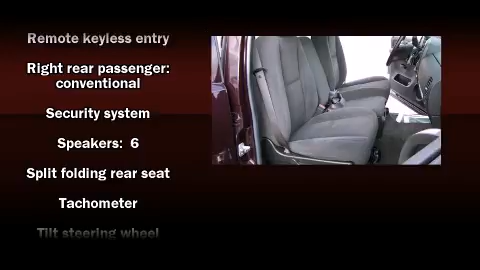 Remote keyless entry
Right rear passenger:
conventional
Security system
Speakers: 6
Split folding rear seat
Tachometer
Tilt steering wheel